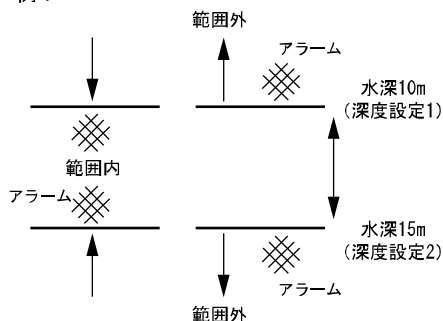 範囲外
アラーム
水深10m
(深度設定1)
範囲内
アラーム
水深15m
(深度設定2)
アラーム
範囲外